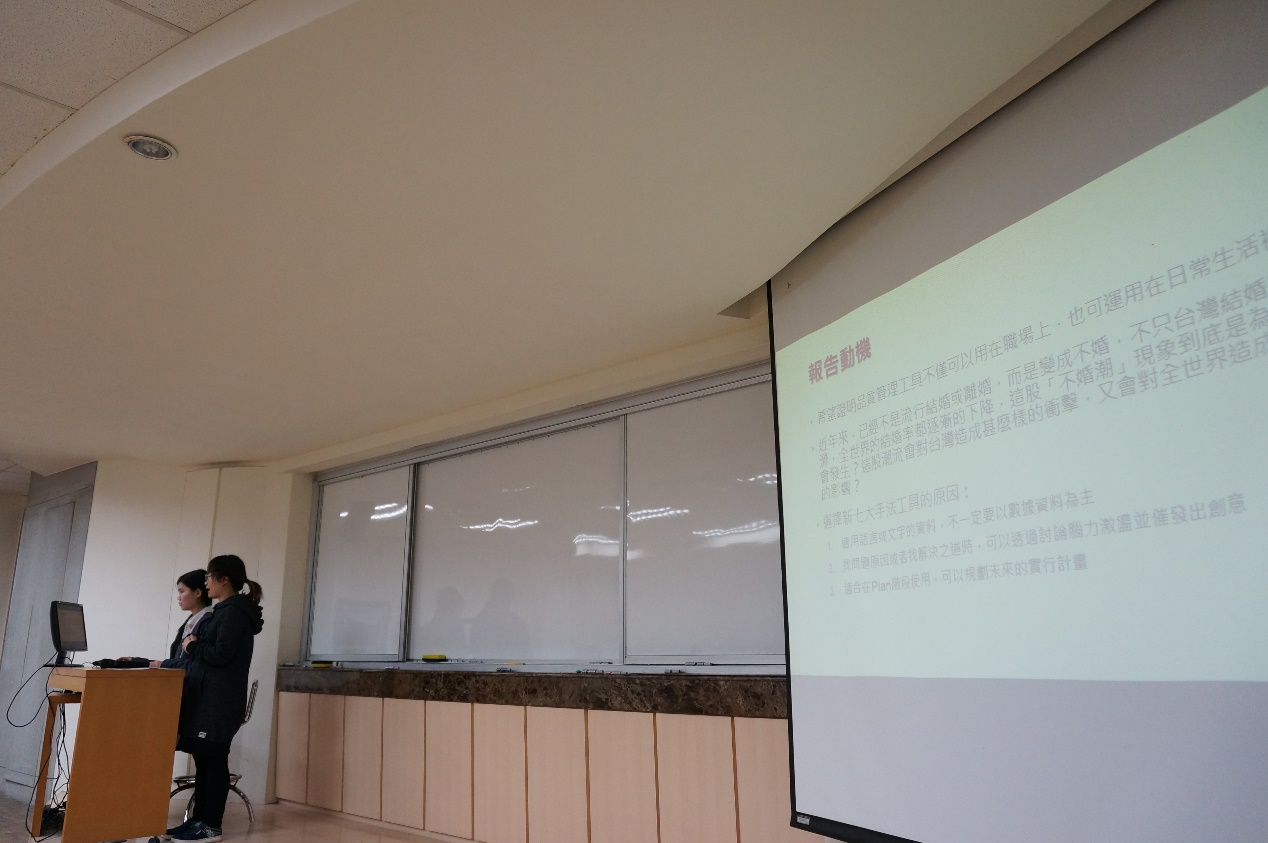 報告動機
希望證明品質管理工具不僅可以用在職場上，也可運用在日常生活
近年來，已經不是流行結婚或離婚，而是變成不婚，不只台灣結婚
全世界的結婚率都逐漸的下降，這股「不婚潮」現象到底是為
會發生？這股潮流會對台灣造成甚麼樣的衝擊，又會對全世界造成
的影響？
選擇新七大手法工具的原因：
1. 適用語言或文字的資料，不一定要以數據資料為主
2. 找問題原因或者找解決之道時，可以透過討論腦力激盪並催發出創意
3. 適合在Plan階段使用，可以規劃未來的實行計畫